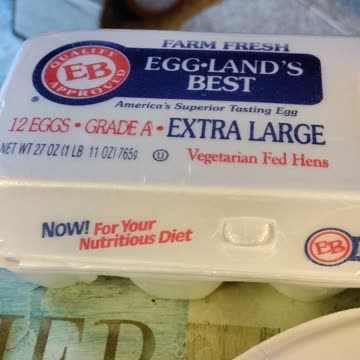 FARM FRESH
QUALITY
EB
APPROVED
®
EGG•LAND'S
BEST
America's Superior Tasting Egg
12 EGGS • GRADE A • EXTRA LARGE
NET WT 27 OZ (1 LB 11 OZ) 765g U
Vegetarian Fed Hens
NOW! For Your
Nutritious Diet
EB